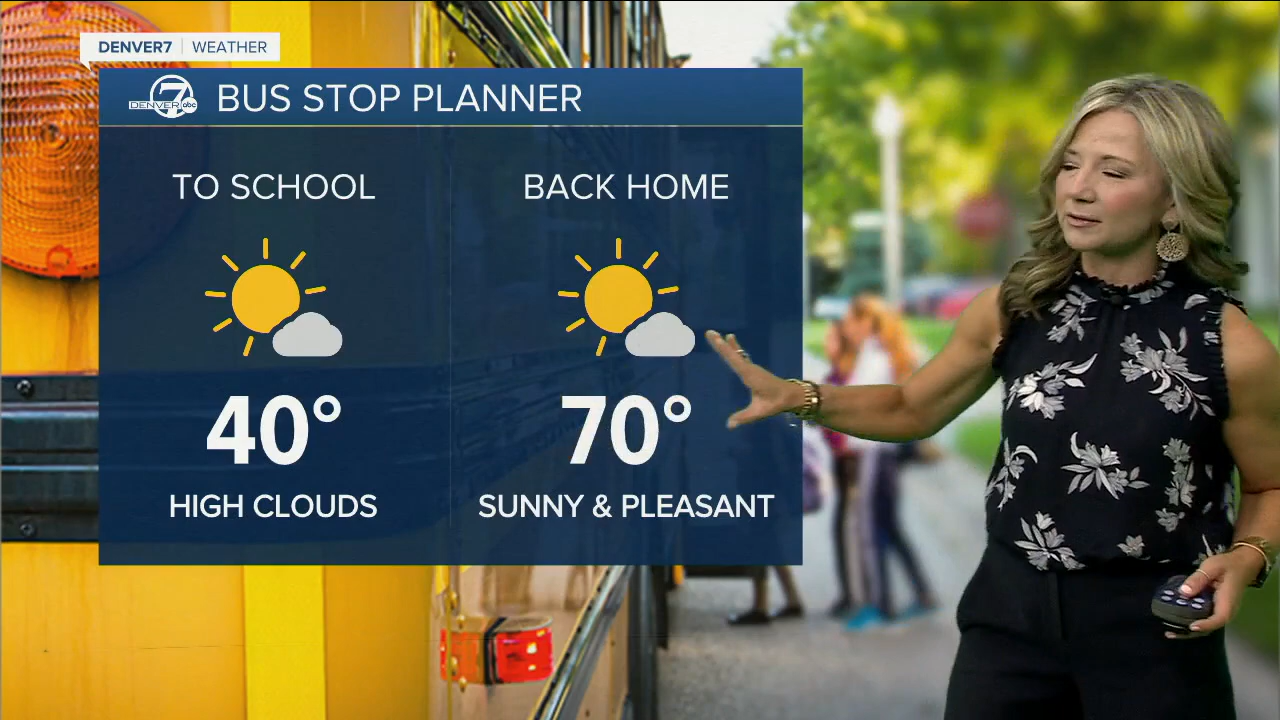 DENVER7 | WEATHER
DENVER 7 abc BUS STOP PLANNER
TO SCHOOL
40°
HIGH CLOUDS
BACK HOME
70°
SUNNY & PLEASANT